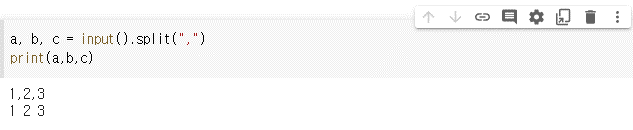 a, b, c = input().split(",")
print(a,b,c)
1,2,3
1 2 3